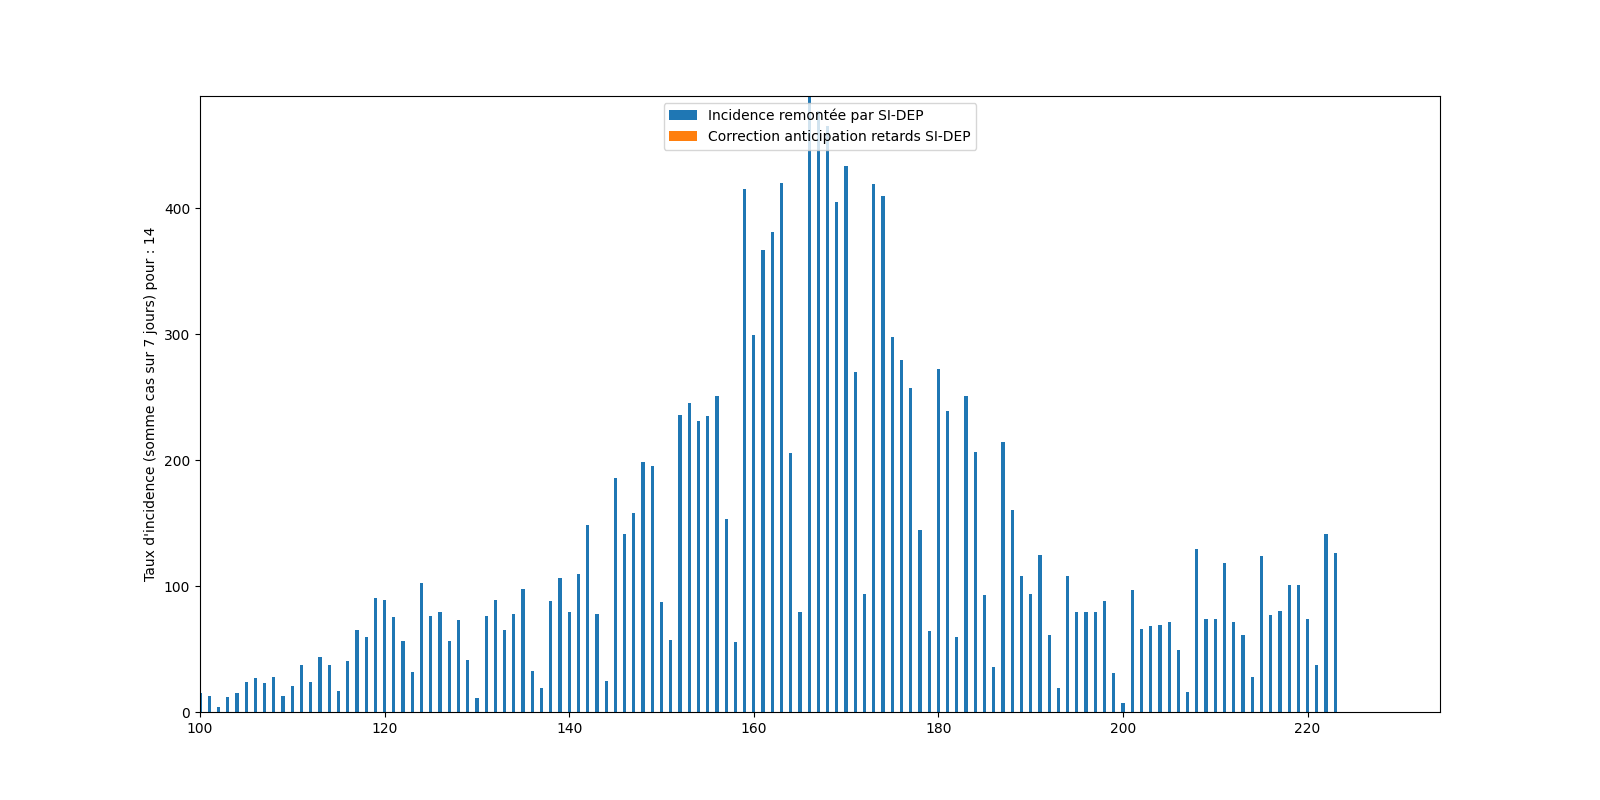 Incidence remontée par SI-DEP
Correction anticipation retards SI-DEP
Taux d'incidence (somme cas sur 7 jours) pour : 14
400
300
200
100
0
100 120 140 160 180 200 220